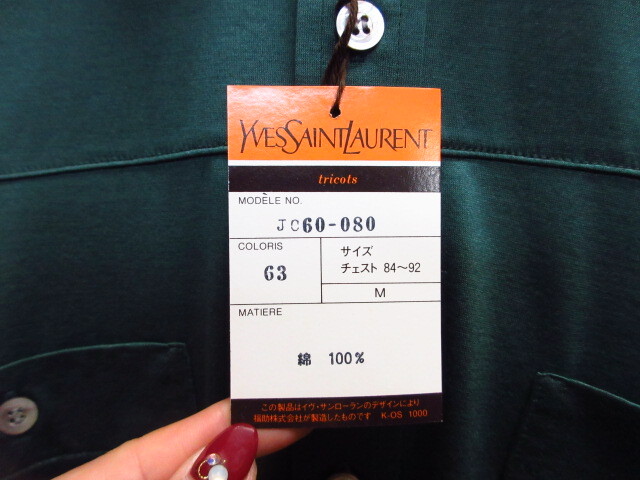 YVESSAINTLAURENT
tricots
MODÈLE NO.
JC60-080
COLORIS
63
サイズ
チェスト 84〜92
M
MATIERE
綿 100%
この製品はイヴ・サンローランのデザインにより
福助株式会社が製造したものです K-OS 1000